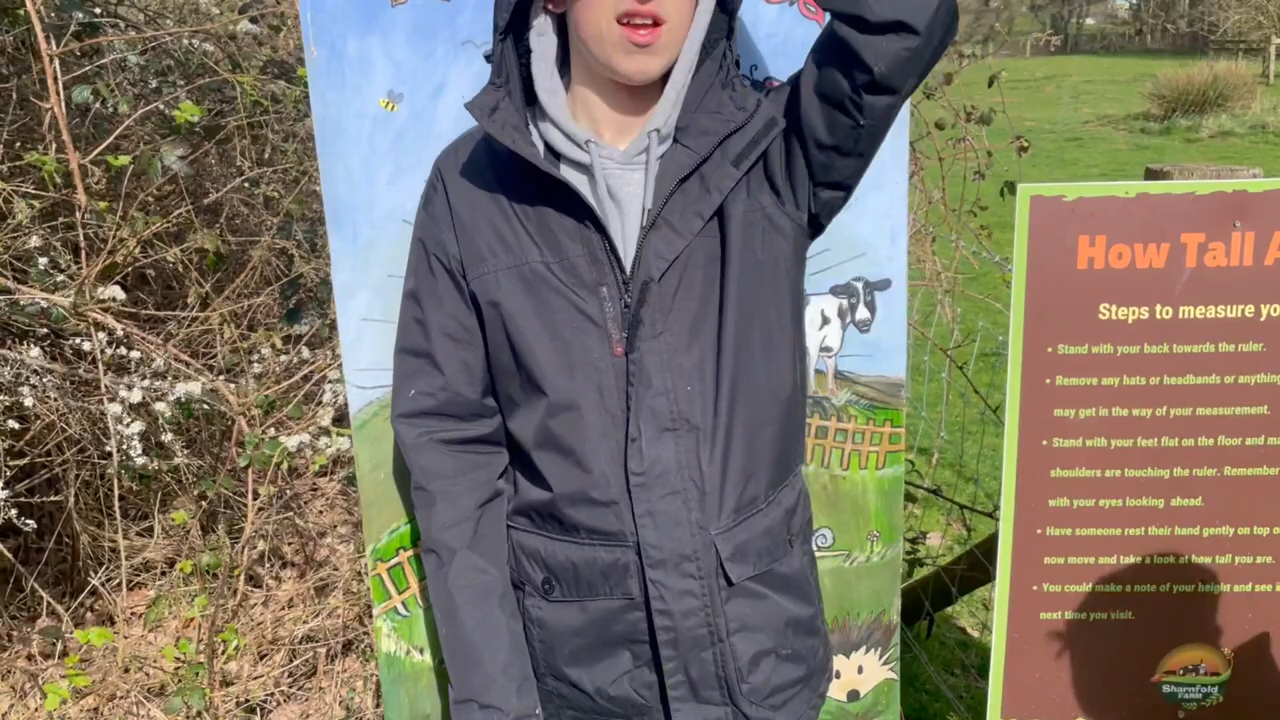 How Tall A
Steps to measure yo
• Stand with your back towards the ruler.
• Remove any hats or headbands or anything
may get in the way of your measurement.
• Stand with your feet flat on the floor and ma
shoulders are touching the ruler. Remember
with your eyes looking ahead.
• Have someone rest their hand gently on top o
now move and take a look at how tall you are.
• You could make a note of your height and see i
next time you visit.
Sharnfold
FARM